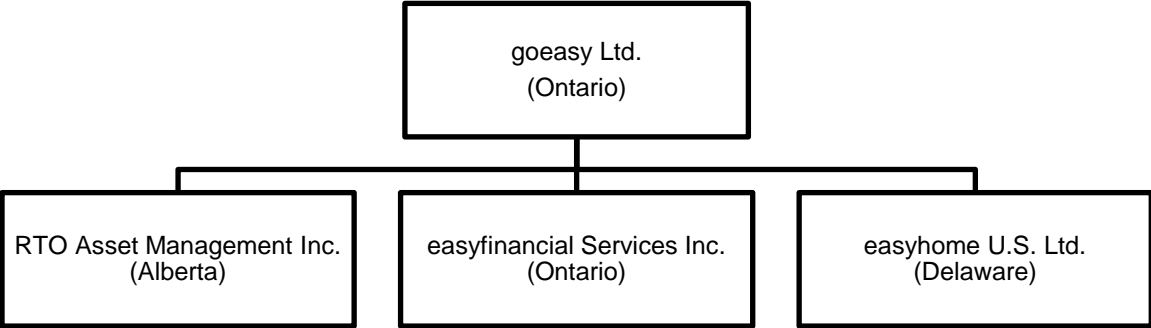 goeasy Ltd.
(Ontario)
RTO Asset Management Inc.
(Alberta)
easyfinancial Services Inc.
(Ontario)
easyhome U.S. Ltd.
(Delaware)